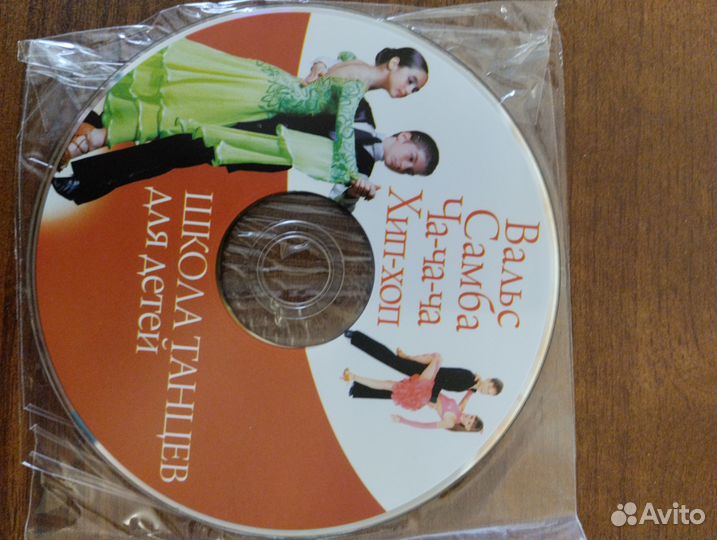 Вальс
Самба
Ча-ча-ча
Хип-хоп
ШКОЛА ТАНЦЕВ
для детей
Avito